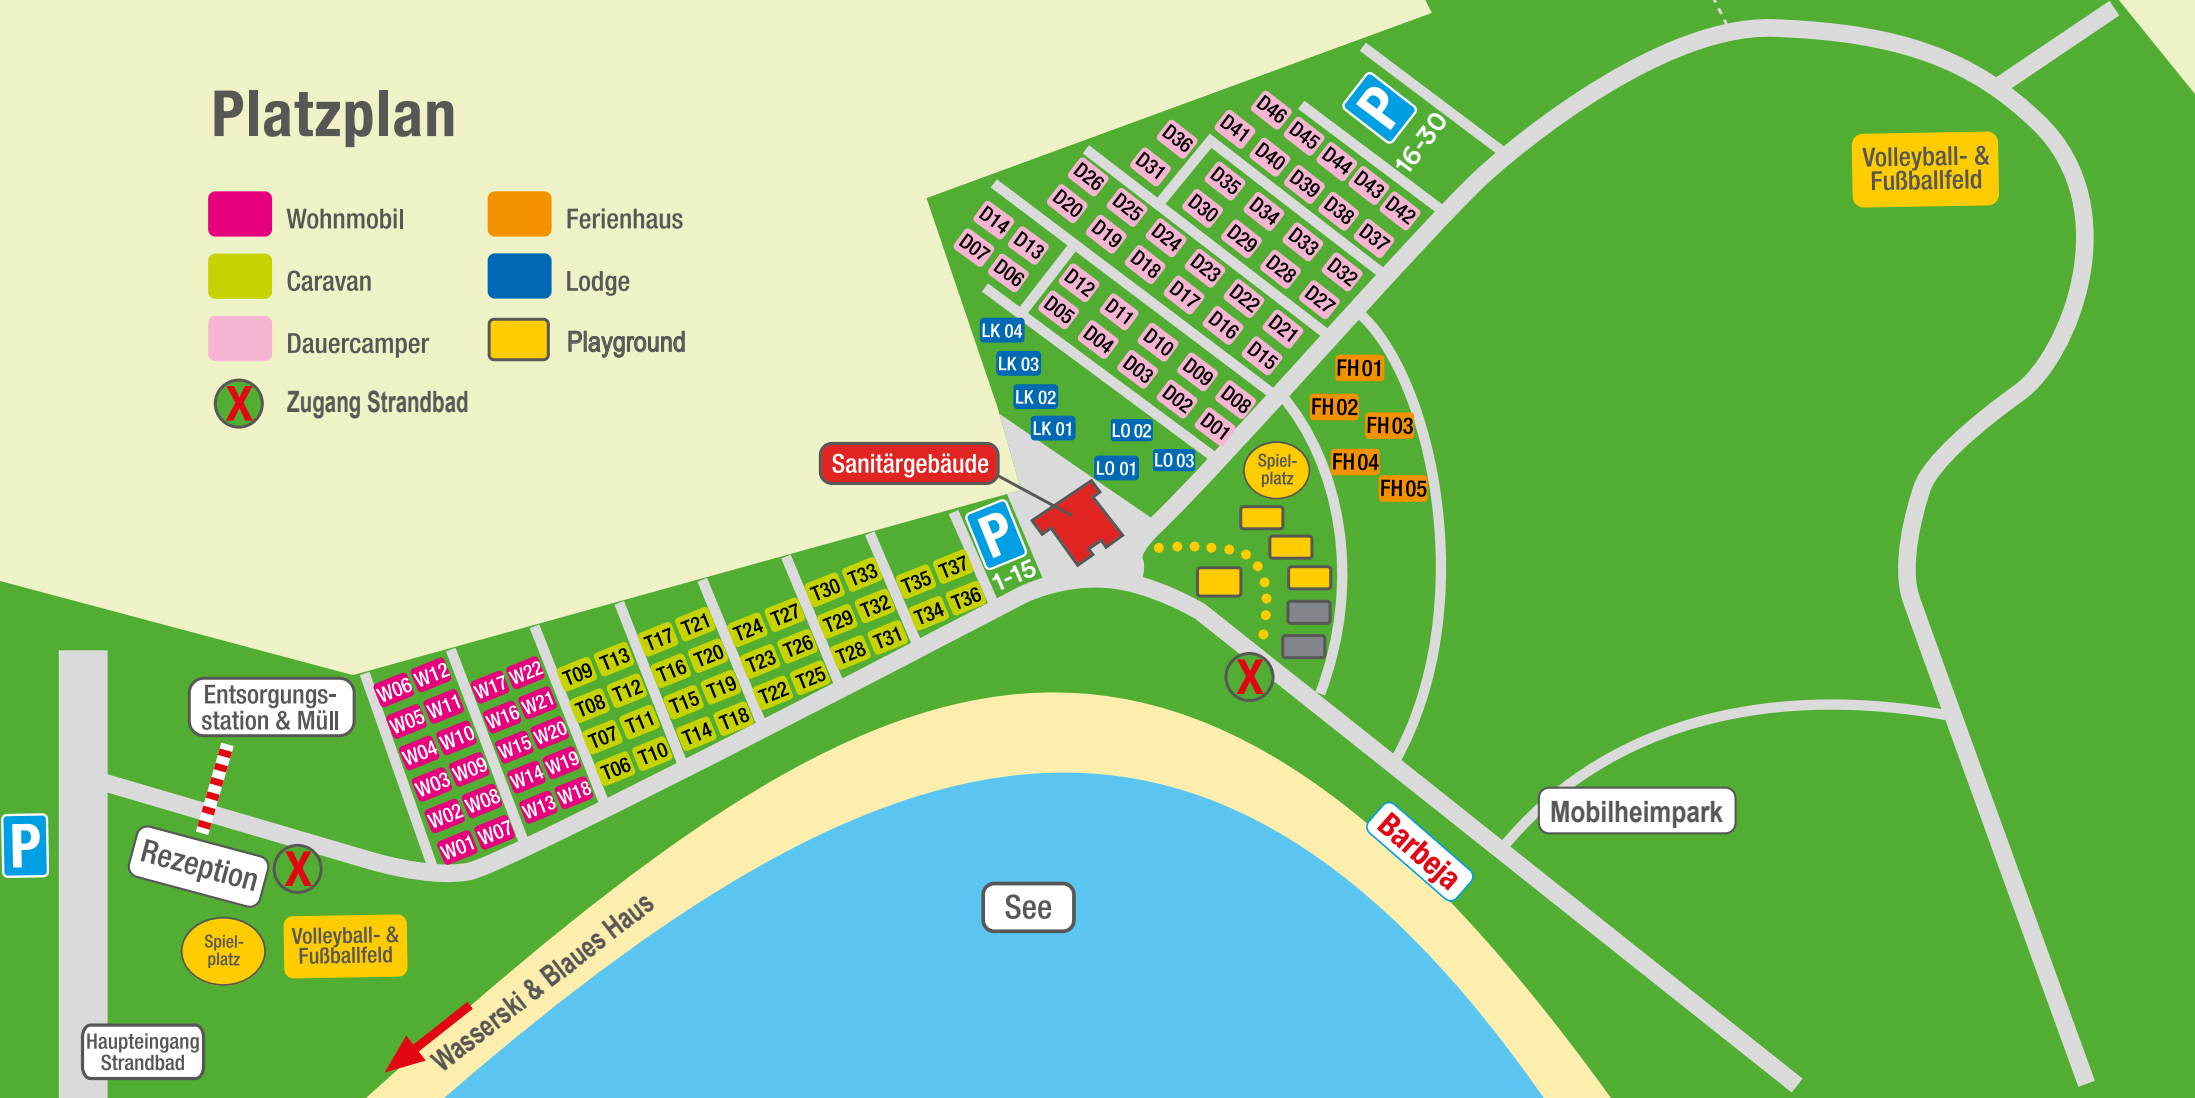 Platzplan
Wohnmobil
Caravan
Dauercamper
X
Zugang Strandbad
Ferienhaus
Lodge
Playground
P
16-30
D46
D45
D44
D43
D42
D41
D40
D39
D38
D37
D36
D31
D35
D34
D33
D32
D30
D29
D28
D27
D26
D25
D24
D23
D22
D21
D20
D19
D18
D17
D16
D15
D14
D13
D07
D06
D12
D11
D10
D09
D08
D05
D04
D03
D02
D01
LK 04
LK 03
LK 02
LK 01
LO 02
LO 01
LO 03
FH01
FH02
FH03
FH04
FH05
Volleyball- &
Fußballfeld
Sanitärgebäude
Spiel-
platz
P
1-15
T37
T35
T36
T34
T33
T30
T32
T29
T31
T28
T27
T24
T26
T23
T25
T22
T21
T17
T20
T16
T19
T15
T18
T14
T13
T09
T12
T08
T11
T07
T10
T06
W22
W17
W21
W16
W20
W15
W19
W14
W18
W13
W12
W06
W11
W05
W10
W04
W09
W03
W08
W02
W07
W01
X
Entsorgungs-
station & Müll
P
Rezeption
X
Spiel-
platz
Volleyball- &
Fußballfeld
Haupteingang
Strandbad
Wasserski & Blaues Haus
See
Barbeja
Mobilheimpark